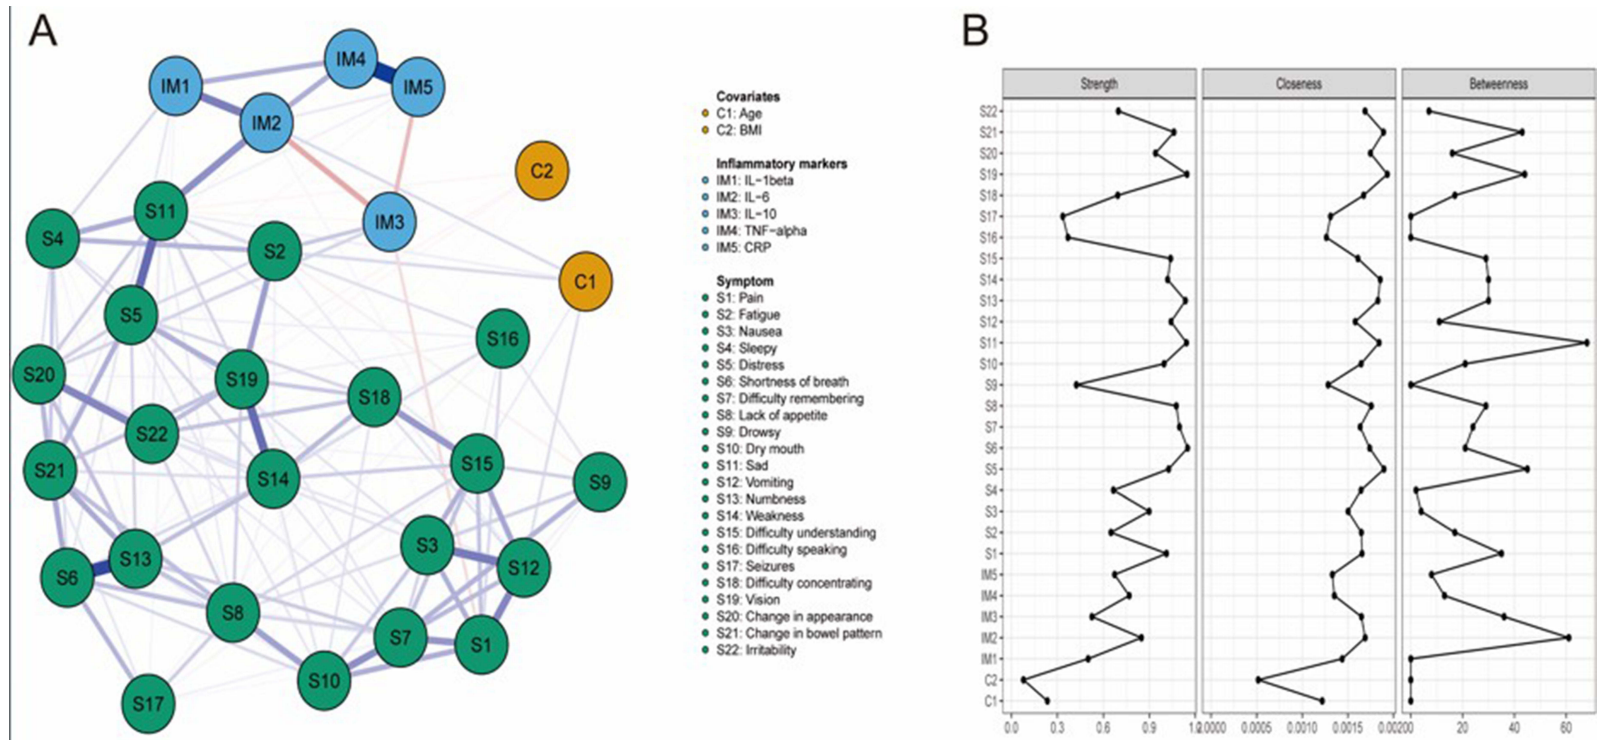 A
IM4
IM1
IM5
IM2
C2
S11
IM3
S4
S2
C1
S5
S16
S20
S19
S18
S22
S21
S15
S14
S9
S3
S13
S12
S6
S8
S7
S1
S10
S17
Covariates
C1: Age
C2: BMI
Inflammatory markers
IM1: IL-1beta
IM2: IL-6
IM3: IL-10
IM4: TNF-alpha
IM5: CRP
Symptom
S1: Pain
S2: Fatigue
S3: Nausea
S4: Sleepy
S5: Distress
S6: Shortness of breath
S7: Difficulty remembering
S8: Lack of appetite
S9: Drowsy
S10: Dry mouth
S11: Sad
S12: Vomiting
S13: Numbness
S14: Weakness
S15: Difficulty understanding
S16: Difficulty speaking
S17: Seizures
S18: Difficulty concentrating
S19: Vision
S20: Change in appearance
S21: Change in bowel pattern
S22: Irritability
B
Strength Closeness Betweenness
S22
S21
S20
S19
S18
S17
S16
S15
S14
S13
S12
S11
S10
S9
S8
S7
S6
S5
S4
S3
S2
S1
IM5
IM4
IM3
IM2
IM1
C2
C1
0.0 0.3 0.6 0.9 0.0005 0.0010 0.0015 20 40 60